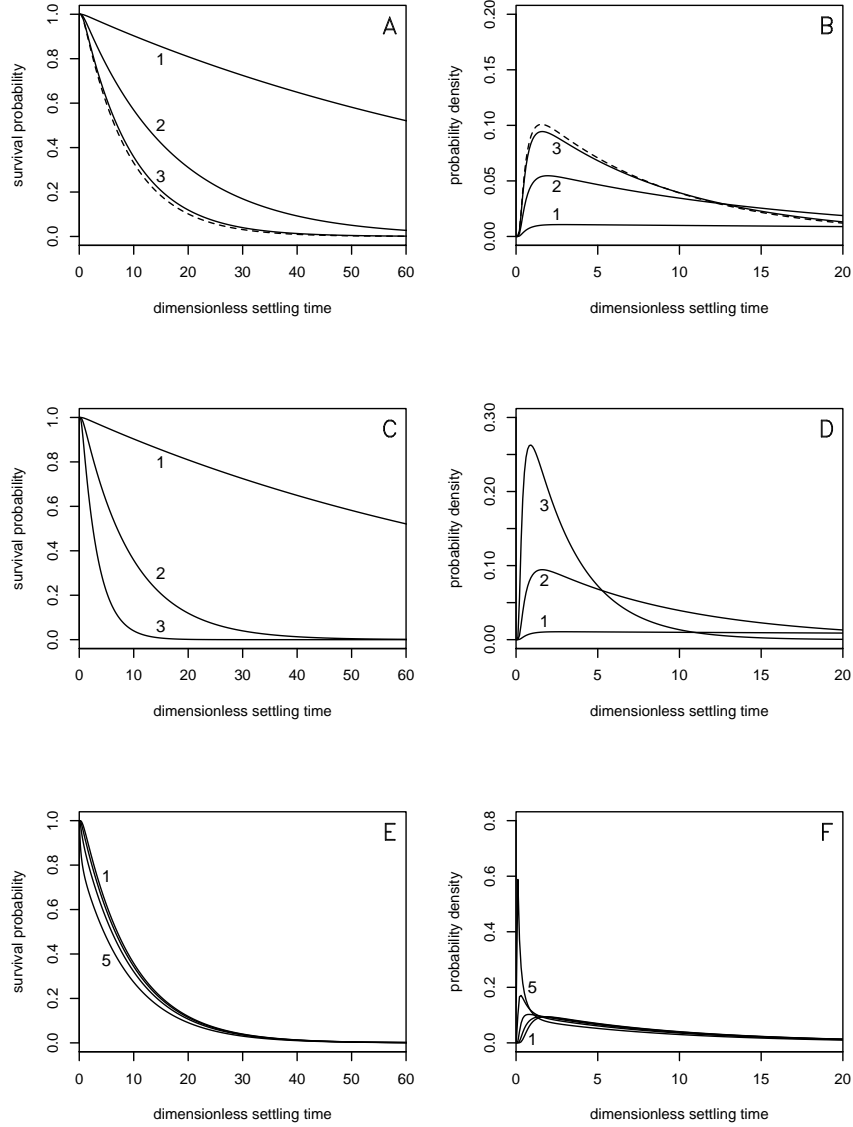 A
survival probability
1.0
0.8
0.6
0.4
0.2
0.0
1
2
3
0 10 20 30 40 50 60
dimensionless settling time
B
probability density
0.20
0.15
0.10
0.05
0.00
3
2
1
0 5 10 15 20
dimensionless settling time
C
survival probability
1.0
0.8
0.6
0.4
0.2
0.0
1
2
3
0 10 20 30 40 50 60
dimensionless settling time
D
probability density
0.30
0.20
0.10
0.00
3
2
1
0 5 10 15 20
dimensionless settling time
E
survival probability
1.0
0.8
0.6
0.4
0.2
0.0
1
5
0 10 20 30 40 50 60
dimensionless settling time
F
probability density
0.8
0.6
0.4
0.2
0.0
5
1
0 5 10 15 20
dimensionless settling time